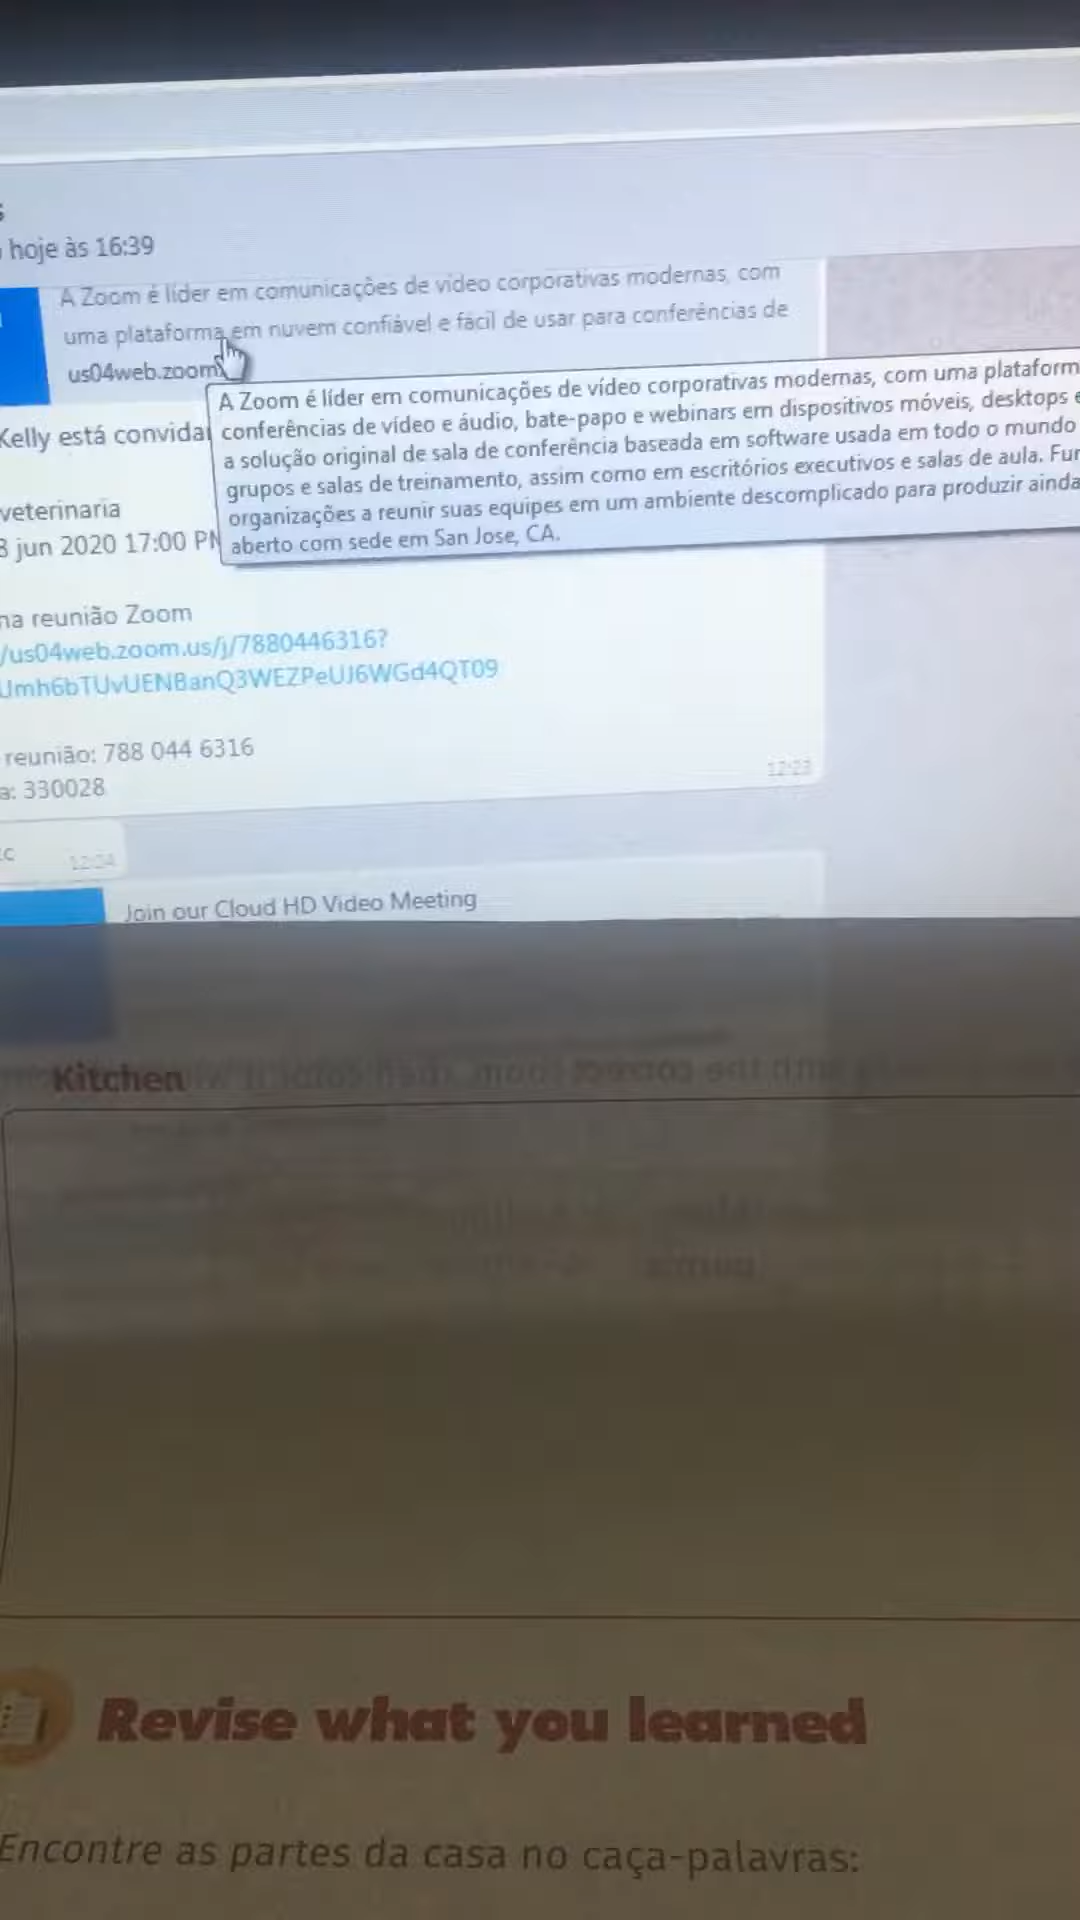 hoje às 16:39
A Zoom é líder em comunicações de vídeo corporativas modernas, com
uma plataforma em nuvem confiável e fácil de usar para conferências de
us04web.zoom
A Zoom é líder em comunicações de vídeo corporativas modernas, com uma plataform
conferências de vídeo e áudio, bate-papo e webinars em dispositivos móveis, desktops e
a solução original de sala de conferência baseada em software usada em todo o mundo
grupos e salas de treinamento, assim como em escritórios executivos e salas de aula. Fun
organizações a reunir suas equipes em um ambiente descomplicado para produzir ainda
aberto com sede em San Jose, CA.
Kelly está convida
veterinaria
8 jun 2020 17:00 PM
na reunião Zoom
/us04web.zoom.us/j/7880446316?
Umh6bTUvUENBanQ3WEZPeUJ6WGd4QT09
reunião: 788 044 6316
a: 330028
12:23
12:24
Join our Cloud HD Video Meeting
Kitchen
Revise what you learned
Encontre as partes da casa no caça-palavras: